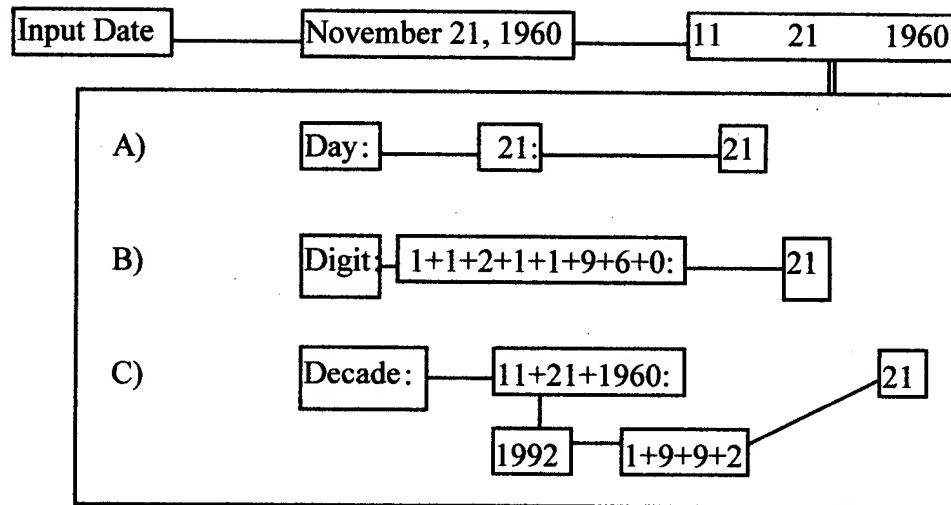 Input Date November 21, 1960 11 21 1960
A) Day: 21: 21
B) Digit: 1+1+2+1+1+9+6+0: 21
C) Decade: 11+21+1960: 21
1992 1+9+9+2